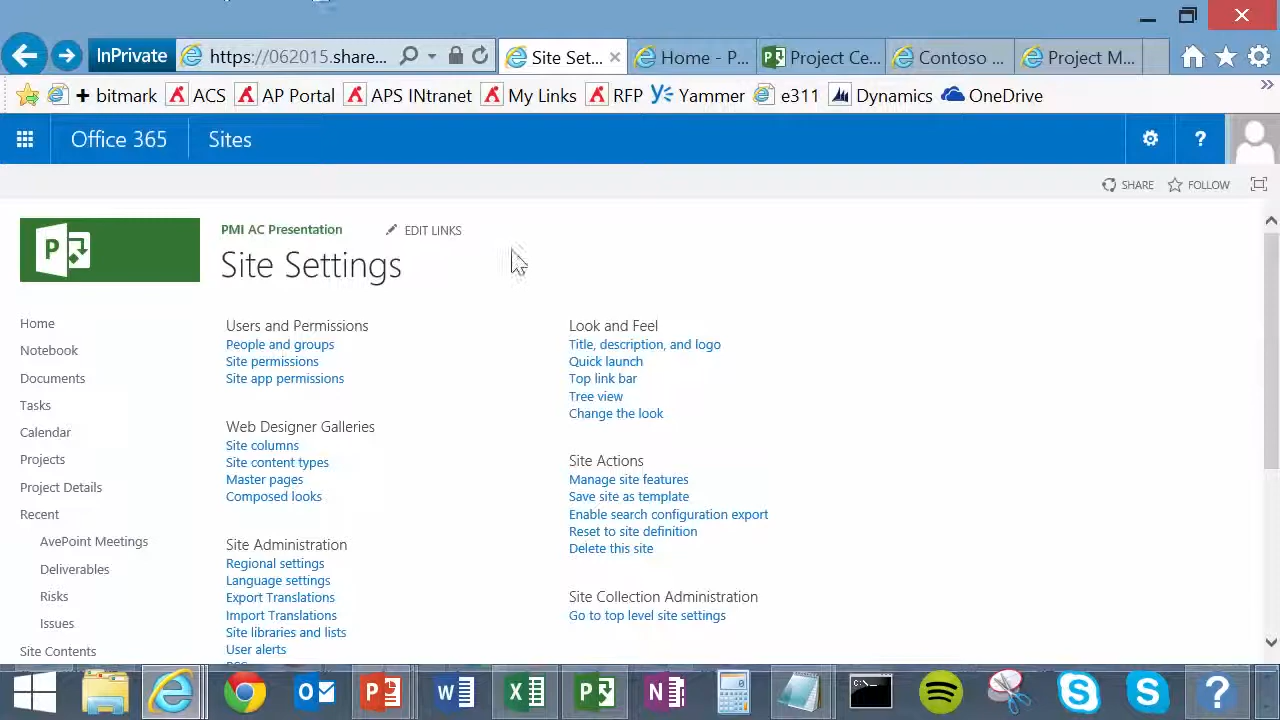 InPrivate
https://062015.share...
Site Set...
Home - P...
Project Ce...
Contoso ...
Project M...
bitmark
ACS
AP Portal
APS INtranet
My Links
RFP
Yammer
e311
Dynamics
OneDrive
Office 365
Sites
?
SHARE
FOLLOW
PMI AC Presentation
EDIT LINKS
Site Settings
Home
Notebook
Documents
Tasks
Calendar
Projects
Project Details
Recent
AvePoint Meetings
Deliverables
Risks
Issues
Site Contents
Users and Permissions
People and groups
Site permissions
Site app permissions
Web Designer Galleries
Site columns
Site content types
Master pages
Composed looks
Site Administration
Regional settings
Language settings
Export Translations
Import Translations
Site libraries and lists
User alerts
Look and Feel
Title, description, and logo
Quick launch
Top link bar
Tree view
Change the look
Site Actions
Manage site features
Save site as template
Enable search configuration export
Reset to site definition
Delete this site
Site Collection Administration
Go to top level site settings